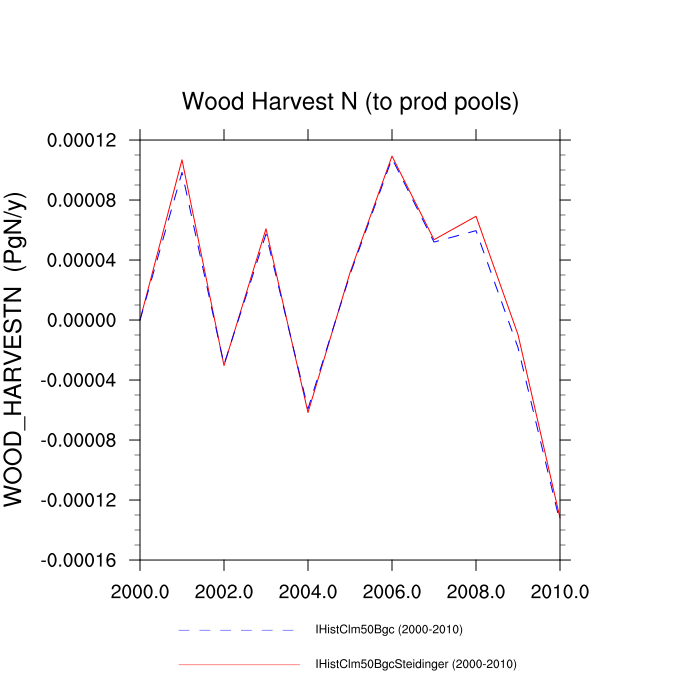 Wood Harvest N (to prod pools)
WOOD_HARVESTN (PgN/y)
0.00012
0.00008
0.00004
0.00000
-0.00004
-0.00008
-0.00012
-0.00016
2000.0 2002.0 2004.0 2006.0 2008.0 2010.0
IHistClm50Bgc (2000-2010)
IHistClm50BgcSteidinger (2000-2010)